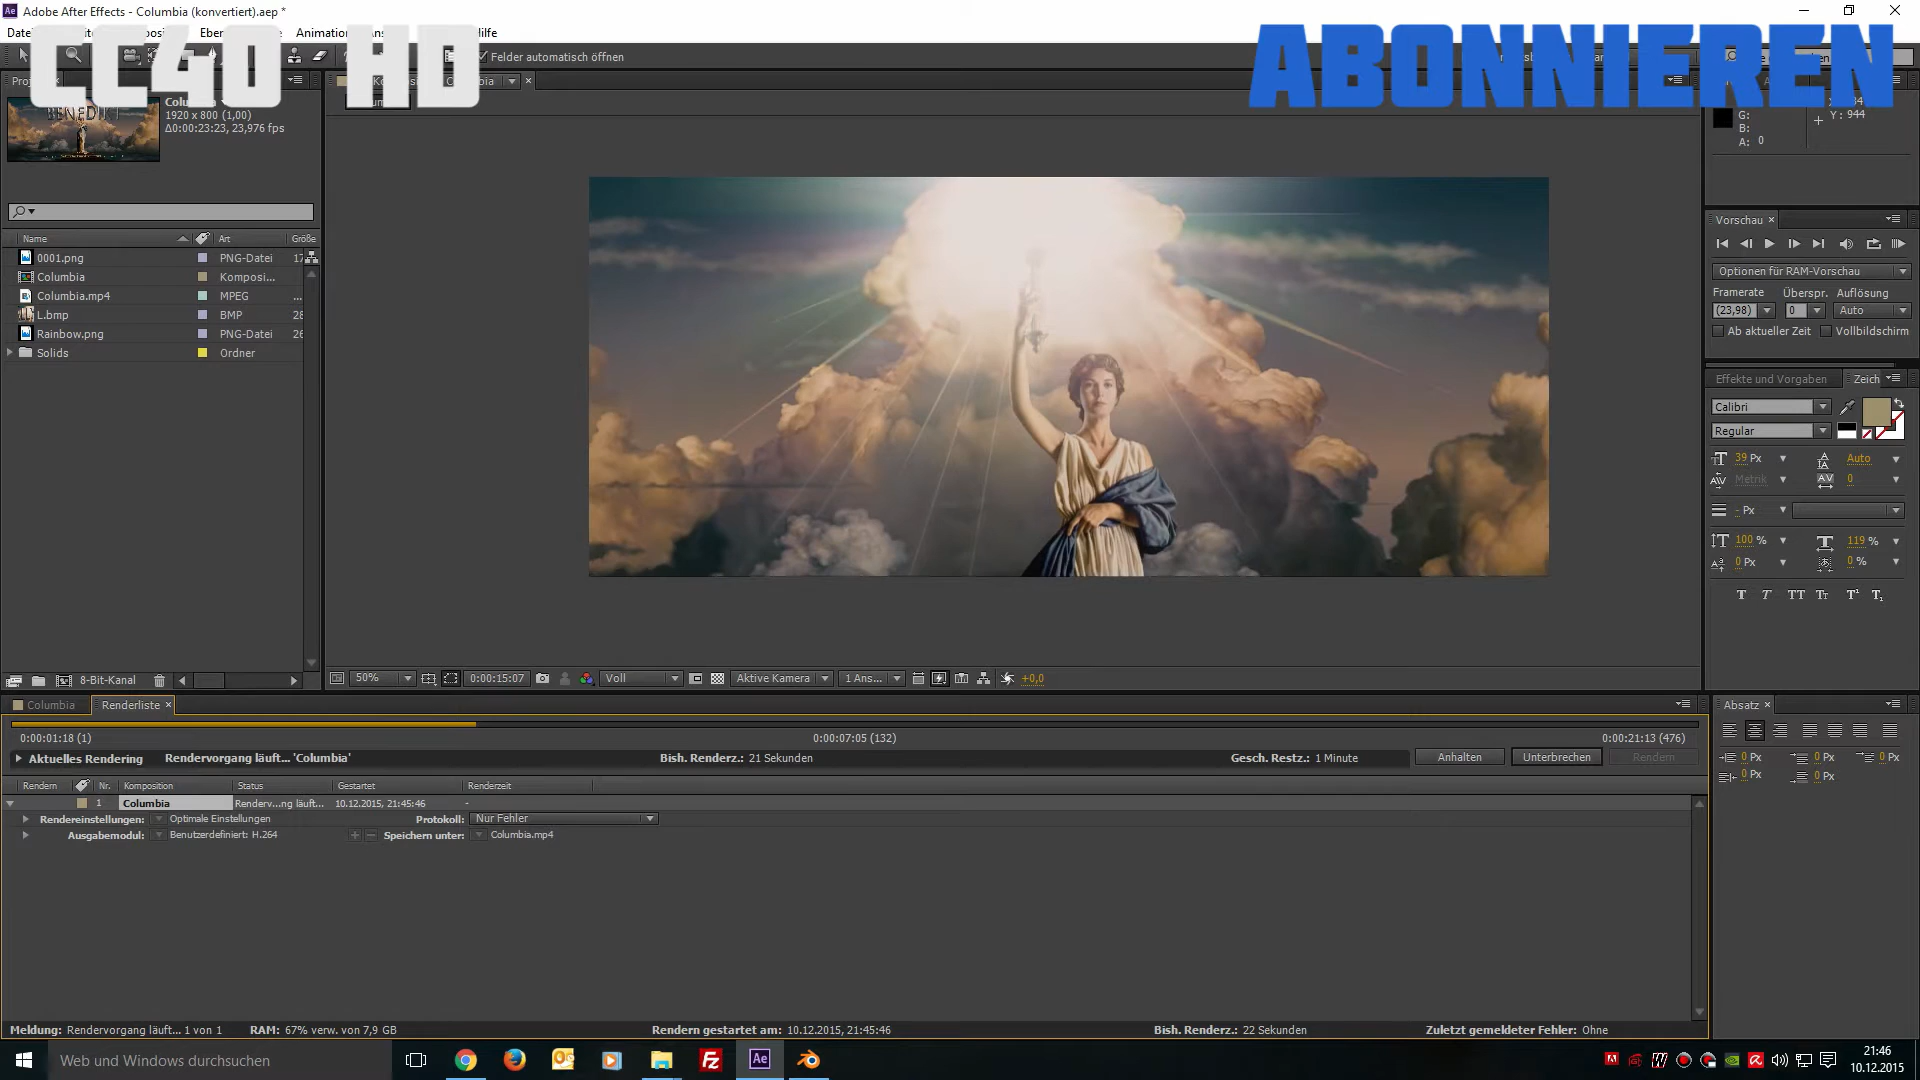 Adobe After Effects - Columbia (konvertiert).aep *
CC40 HD
ABONNIEREN
Felder automatisch öffnen
BENEDIKT
1920 x 800 (1,00)
Δ0:00:23:23, 23,976 fps
Y: 944
G:
B:
A: 0
Name Art Größe
0001.png PNG-Datei 17
Columbia Komposi...
Columbia.mp4 MPEG ...
L.bmp BMP 28
Rainbow.png PNG-Datei 26
Solids Ordner
8-Bit-Kanal
50% 0:00:15:07 Voll Aktive Kamera 1 Ans... +0,0
Vorschau
Optionen für RAM-Vorschau
Framerate Überspr. Auflösung
(23,98) 0 Auto
Ab aktueller Zeit Vollbildschirm
Effekte und Vorgaben Zeich
Calibri
Regular
39 Px Auto
Metrik 0
- Px
100 % 119 %
0 Px 0 %
Absatz
0 Px 0 Px 0 Px
0 Px 0 Px
Columbia Renderliste
0:00:01:18 (1) 0:00:07:05 (132) 0:00:21:13 (476)
Aktuelles Rendering Rendervorgang läuft... 'Columbia' Bish. Renderz.: 21 Sekunden Gesch. Restz.: 1 Minute Anhalten Unterbrechen Rendern
Rendern Nr. Komposition Status Gestartet Renderzeit
1 Columbia Renderv...ng läuft... 10.12.2015, 21:45:46 -
Rendereinstellungen: Optimale Einstellungen Protokoll: Nur Fehler
Ausgabemodul: Benutzerdefiniert: H.264 Speichern unter: Columbia.mp4
Meldung: Rendervorgang läuft... 1 von 1 RAM: 67% verw. von 7,9 GB Rendern gestartet am: 10.12.2015, 21:45:46 Bish. Renderz.: 22 Sekunden Zuletzt gemeldeter Fehler: Ohne
Web und Windows durchsuchen
21:46
10.12.2015